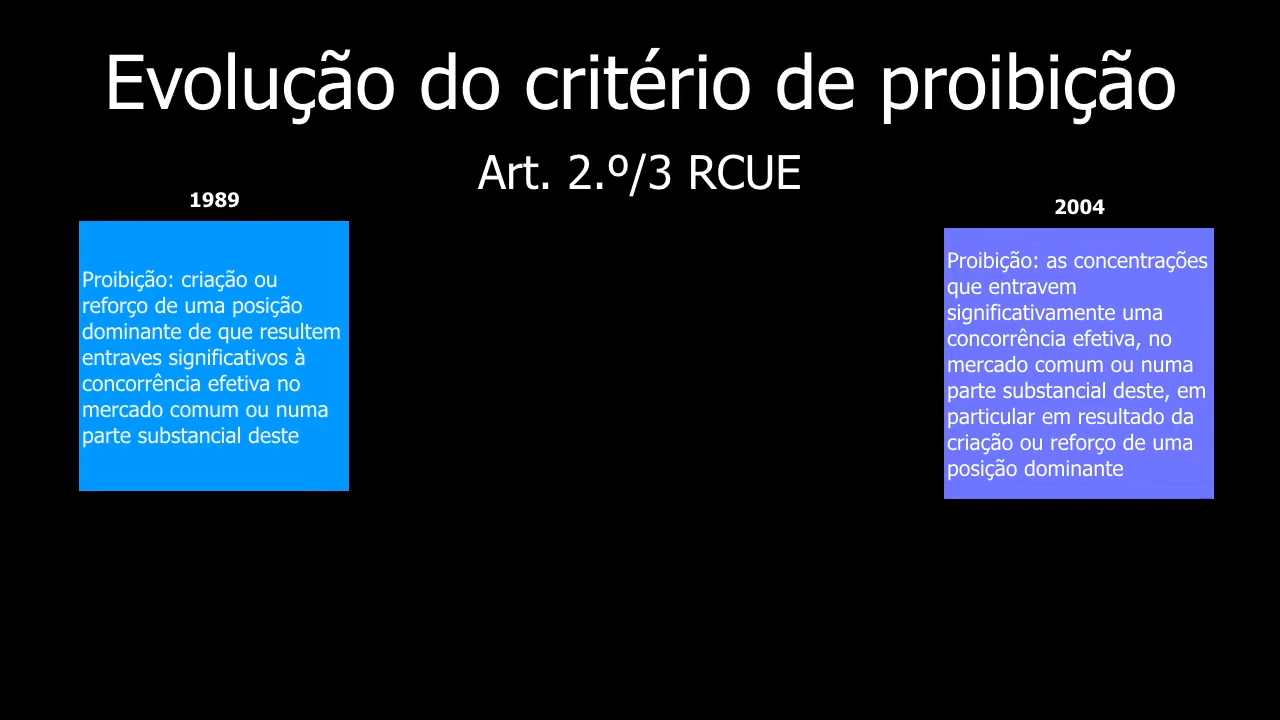 Evolução do critério de proibição
Art. 2.º/3 RCUE
1989
Proibição: criação ou
reforço de uma posição
dominante de que resultem
entraves significativos à
concorrência efetiva no
mercado comum ou numa
parte substancial deste
2004
Proibição: as concentrações
que entravem
significativamente uma
concorrência efetiva, no
mercado comum ou numa
parte substancial deste, em
particular em resultado da
criação ou reforço de uma
posição dominante